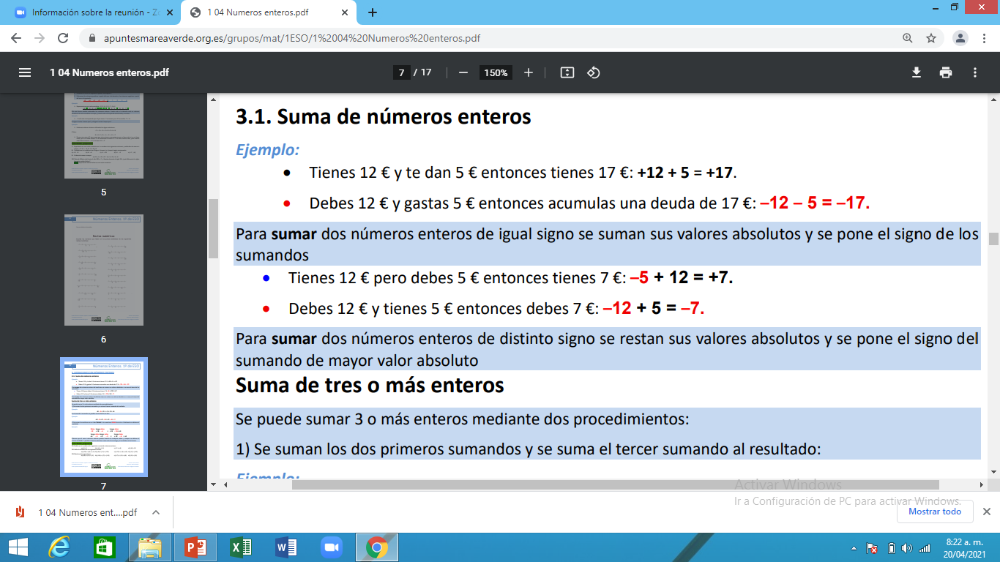 Información sobre la reunión - Z
1 04 Numeros enteros.pdf
apuntesmareaverde.org.es/grupos/mat/1ESO/1%2004%20Numeros%20enteros.pdf
1 04 Numeros enteros.pdf
7 / 17
150%
5
6
7
3.1. Suma de números enteros
Ejemplo:
• Tienes 12 € y te dan 5 € entonces tienes 17 €: +12 + 5 = +17.
• Debes 12 € y gastas 5 € entonces acumulas una deuda de 17 €: –12 – 5 = –17.
Para sumar dos números enteros de igual signo se suman sus valores absolutos y se pone el signo de los
sumandos
• Tienes 12 € pero debes 5 € entonces tienes 7 €: –5 + 12 = +7.
• Debes 12 € y tienes 5 € entonces debes 7 €: –12 + 5 = –7.
Para sumar dos números enteros de distinto signo se restan sus valores absolutos y se pone el signo del
sumando de mayor valor absoluto
Suma de tres o más enteros
Se puede sumar 3 o más enteros mediante dos procedimientos:
1) Se suman los dos primeros sumandos y se suma el tercer sumando al resultado:
Ejemplo:
Activar Windows
Ir a Configuración de PC para activar Windows.
1 04 Numeros ent....pdf
Mostrar todo
8:22 a. m.
20/04/2021